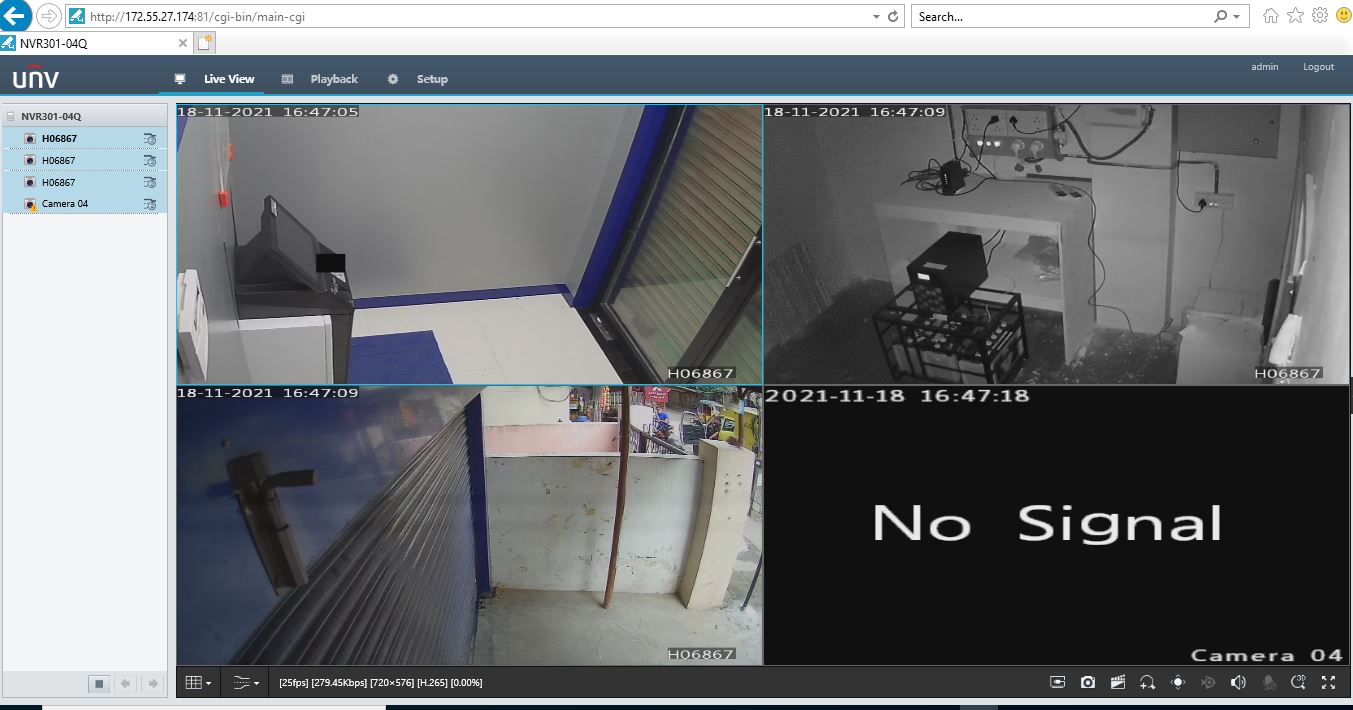 http://172.55.27.174:81/cgi-bin/main-cgi
Search...
NVR301-04Q
unv
Live View
Playback
Setup
admin
Logout
NVR301-04Q
H06867
H06867
H06867
Camera 04
18-11-2021 16:47:05
H06867
18-11-2021 16:47:09
H06867
18-11-2021 16:47:09
H06867
2021-11-18 16:47:18
No Signal
Camera 04
[25fps] [279.45Kbps] [720×576] [H.265] [0.00%]
3D